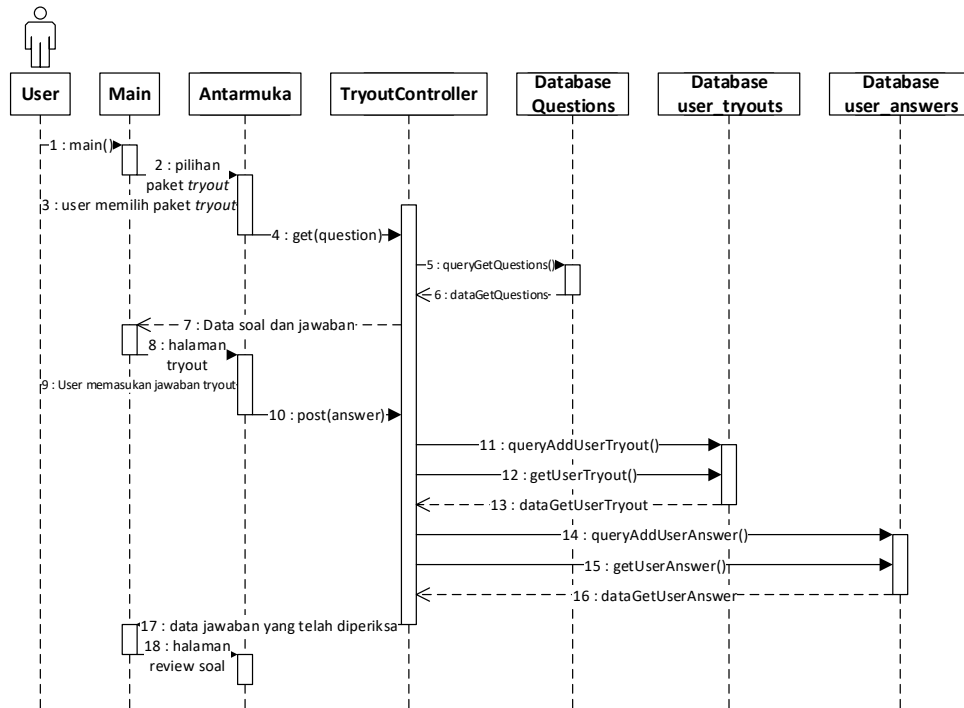 User
Main
Antarmuka
TryoutController
Database
Questions
Database
user_tryouts
Database
user_answers
1 : main()
2 : pilihan
paket tryout
3 : user memilih paket tryout
4 : get(question)
5 : queryGetQuestions()
6 : dataGetQuestions
7 : Data soal dan jawaban
8 : halaman
tryout
9 : User memasukan jawaban tryout
10 : post(answer)
11 : queryAddUserTryout()
12 : getUserTryout()
13 : dataGetUserTryout
14 : queryAddUserAnswer()
15 : getUserAnswer()
16 : dataGetUserAnswer
17 : data jawaban yang telah diperiksa
18 : halaman
review soal